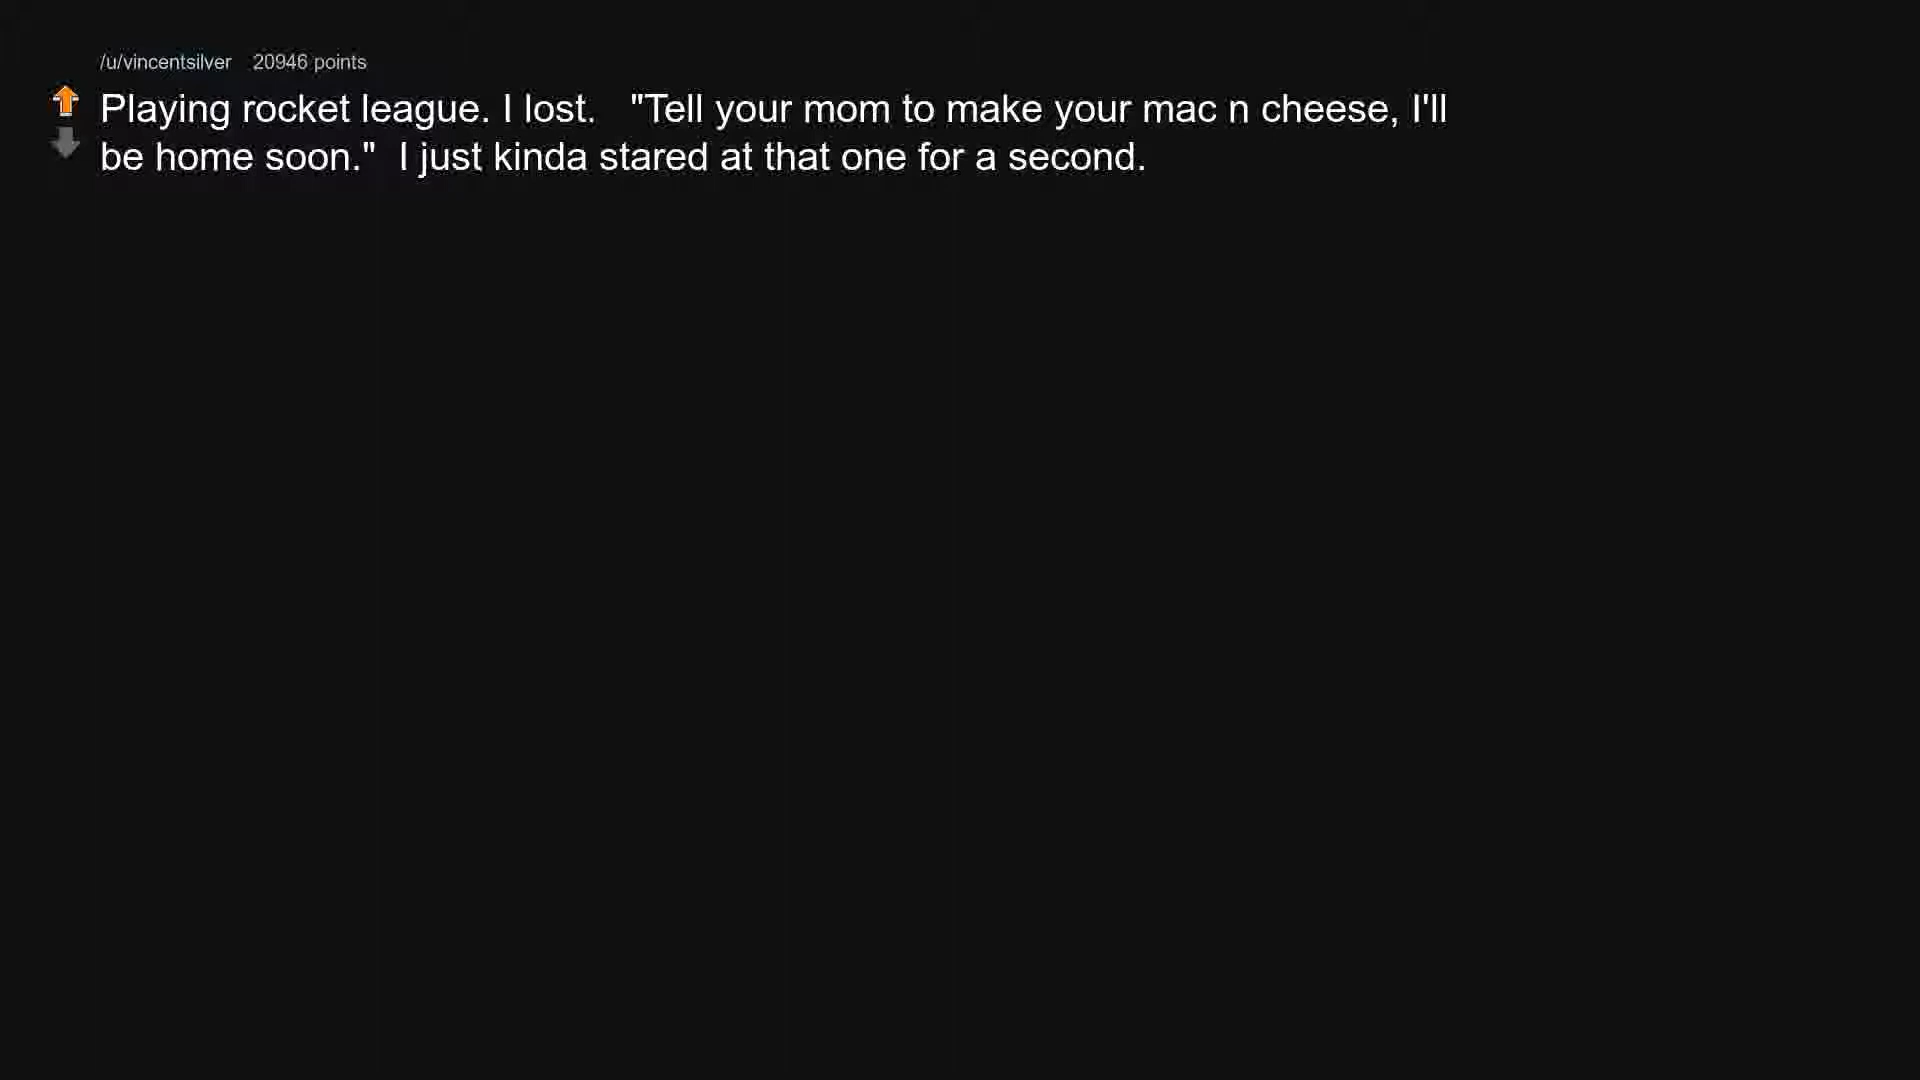 /u/vincentsilver 20946 points
Playing rocket league. I lost. "Tell your mom to make your mac n cheese, I'll
be home soon." I just kinda stared at that one for a second.